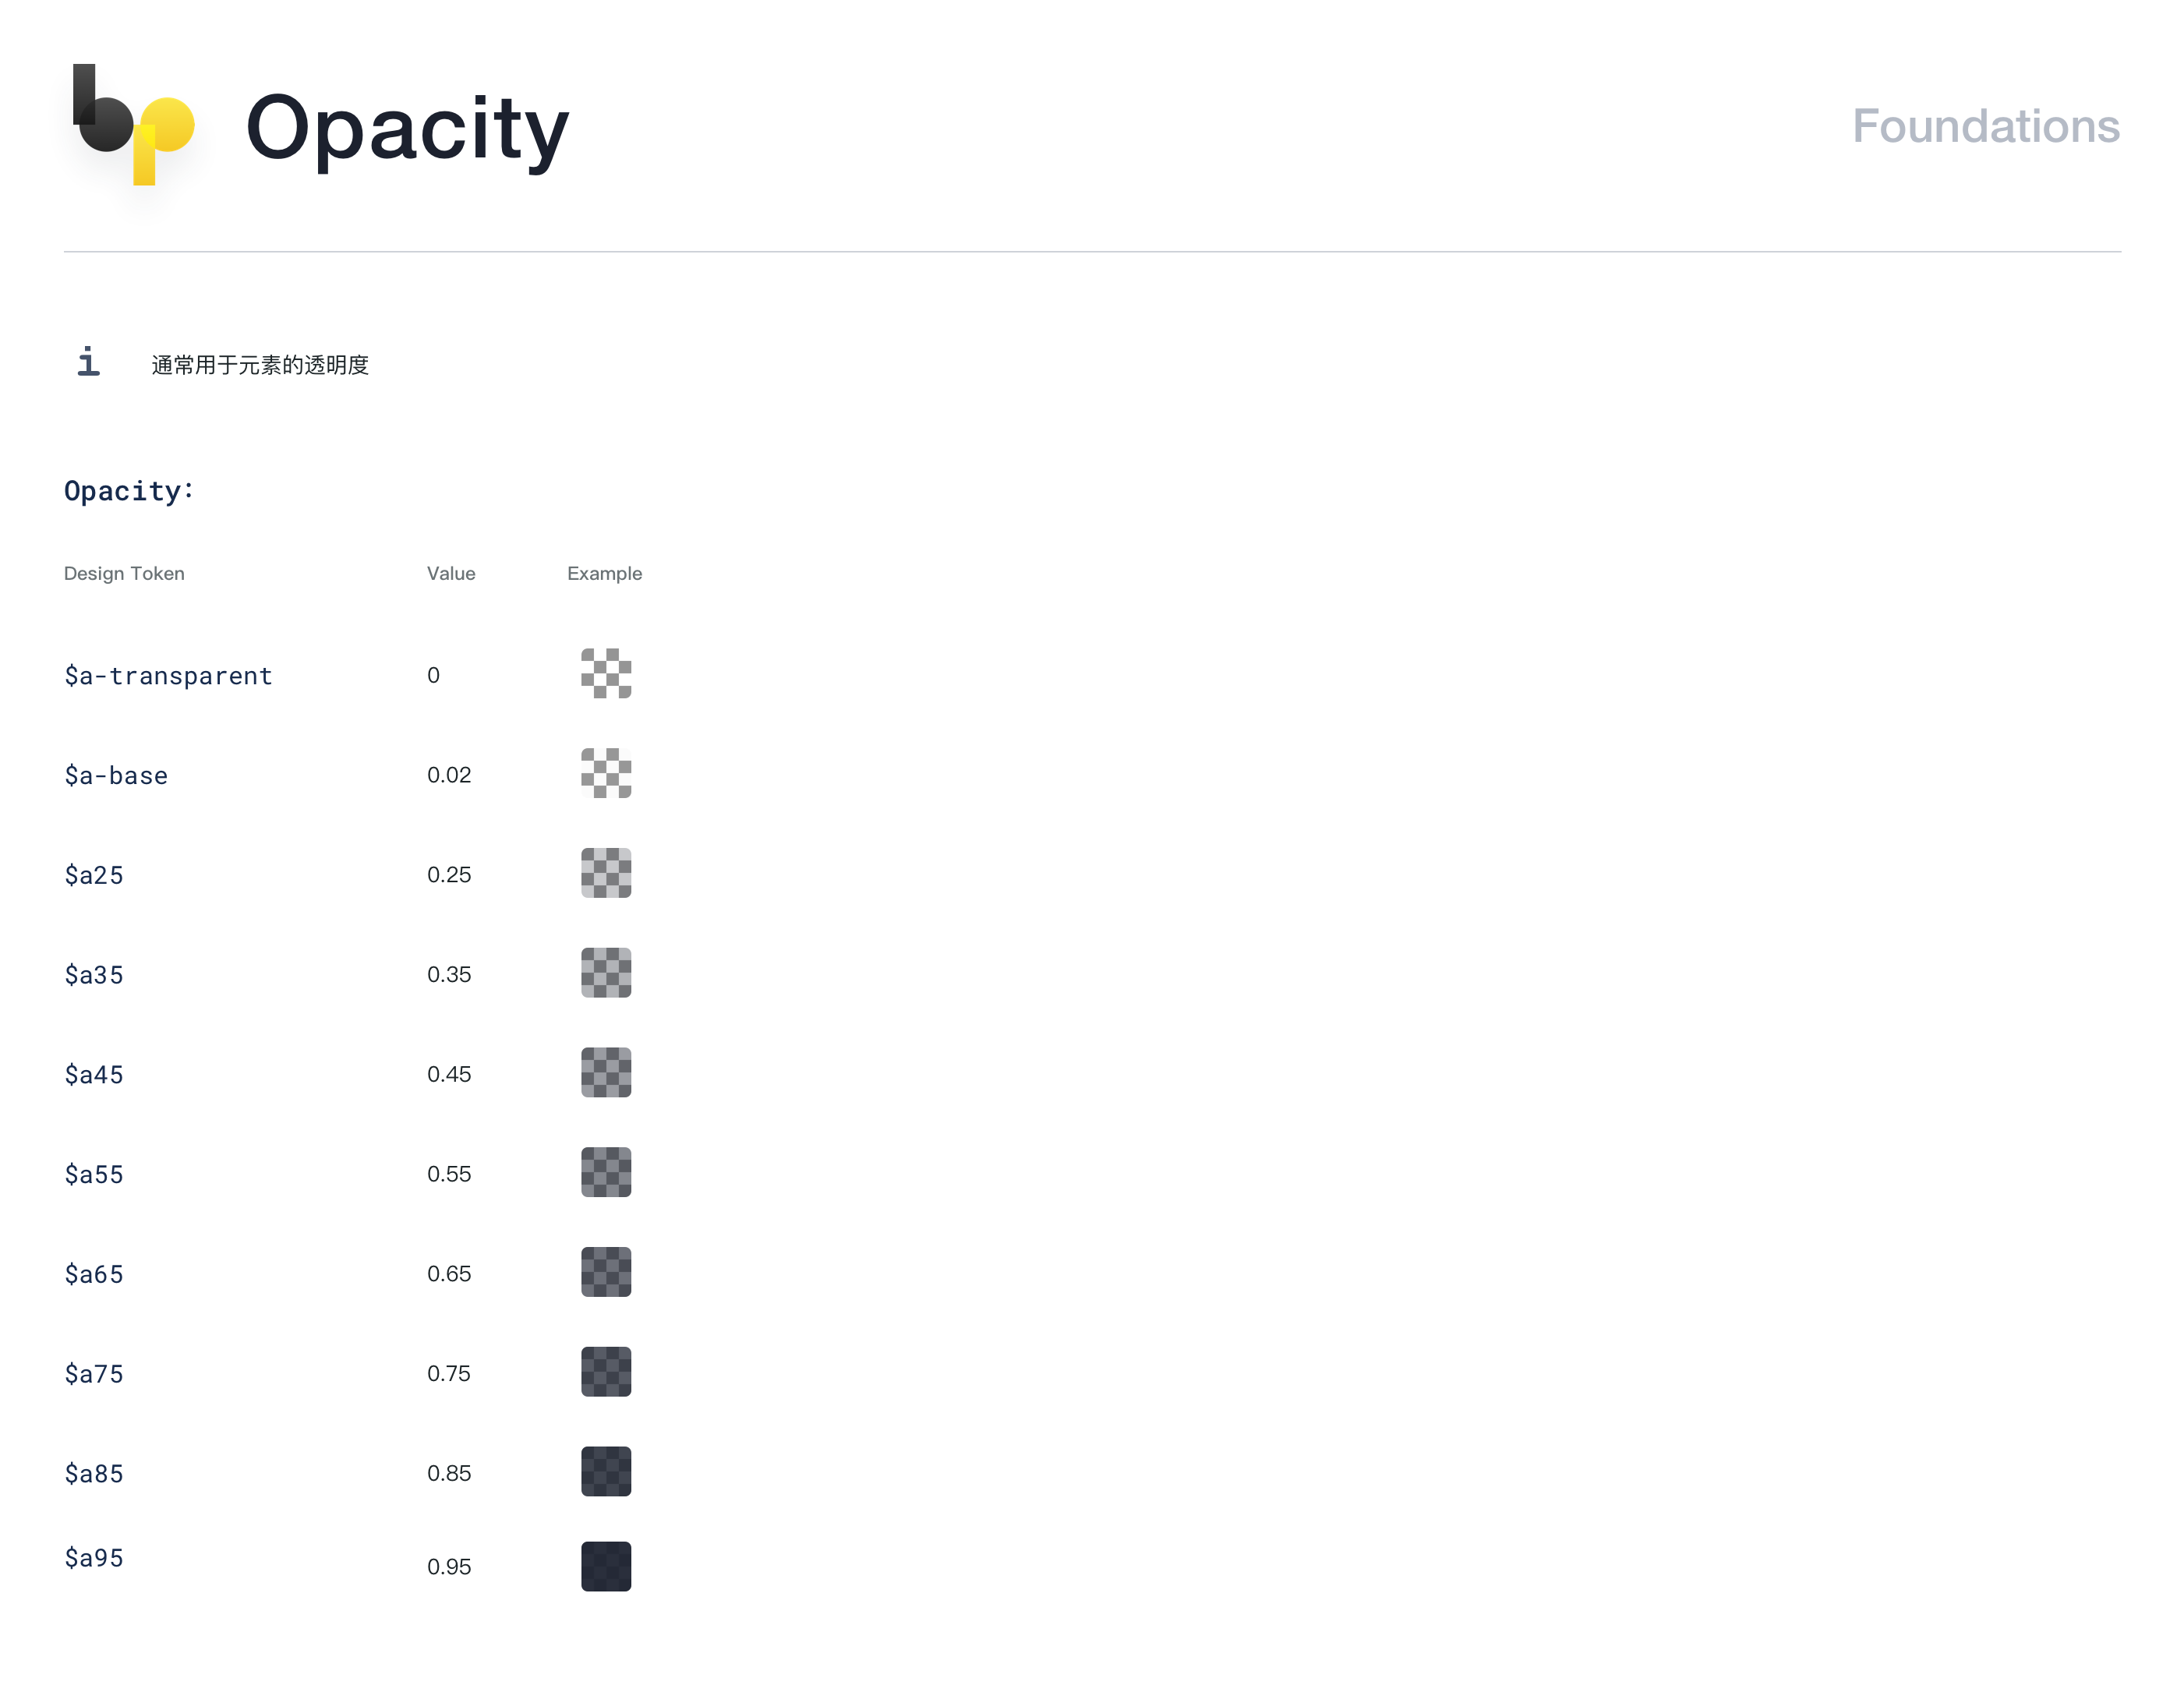 bp Opacity
Foundations
i 通常用于元素的透明度
Opacity:
Design Token Value Example
$a-transparent 0
$a-base 0.02
$a25 0.25
$a35 0.35
$a45 0.45
$a55 0.55
$a65 0.65
$a75 0.75
$a85 0.85
$a95 0.95